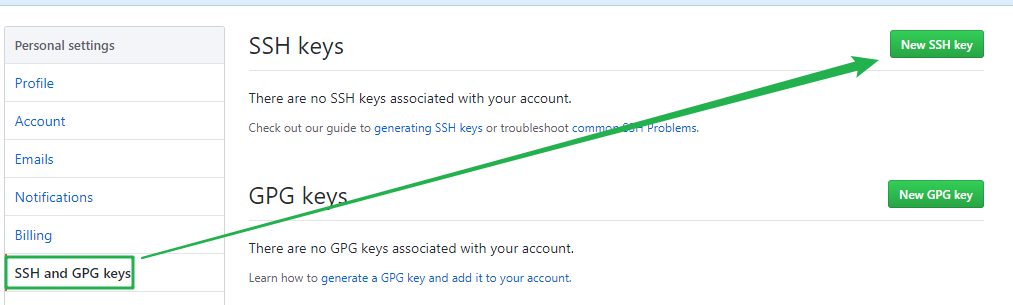 Personal settings
Profile
Account
Emails
Notifications
Billing
SSH and GPG keys
SSH keys
New SSH key
There are no SSH keys associated with your account.
Check out our guide to generating SSH keys or troubleshoot common SSH Problems.
GPG keys
New GPG key
There are no GPG keys associated with your account.
Learn how to generate a GPG key and add it to your account.